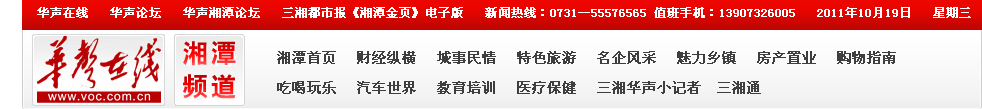 华声在线 华声论坛 华声湘潭论坛 三湘都市报《湘潭金页》电子版 新闻热线：0731—55576565 值班手机：13907326005 2011年10月19日 星期三
华声在线
www.voc.com.cn
湘潭
频道
湘潭首页 财经纵横 城事民情 特色旅游 名企风采 魅力乡镇 房产置业 购物指南
吃喝玩乐 汽车世界 教育培训 医疗保健 三湘华声小记者 三湘通